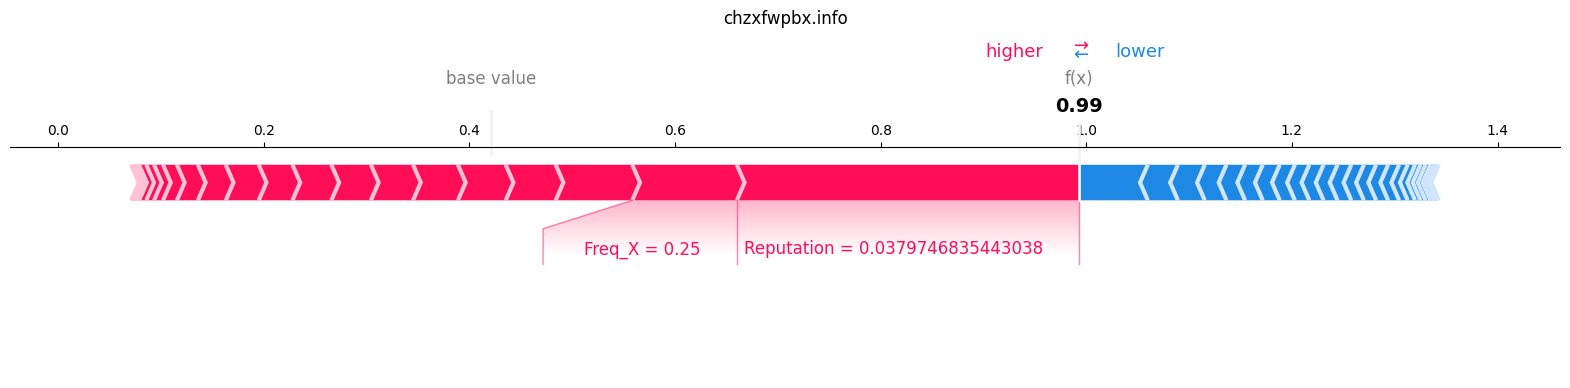 chzxfwpbx.info
higher ⇄ lower
base value f(x)
0.99
0.0 0.2 0.4 0.6 0.8 1.0 1.2 1.4
Freq_X = 0.25 Reputation = 0.0379746835443038